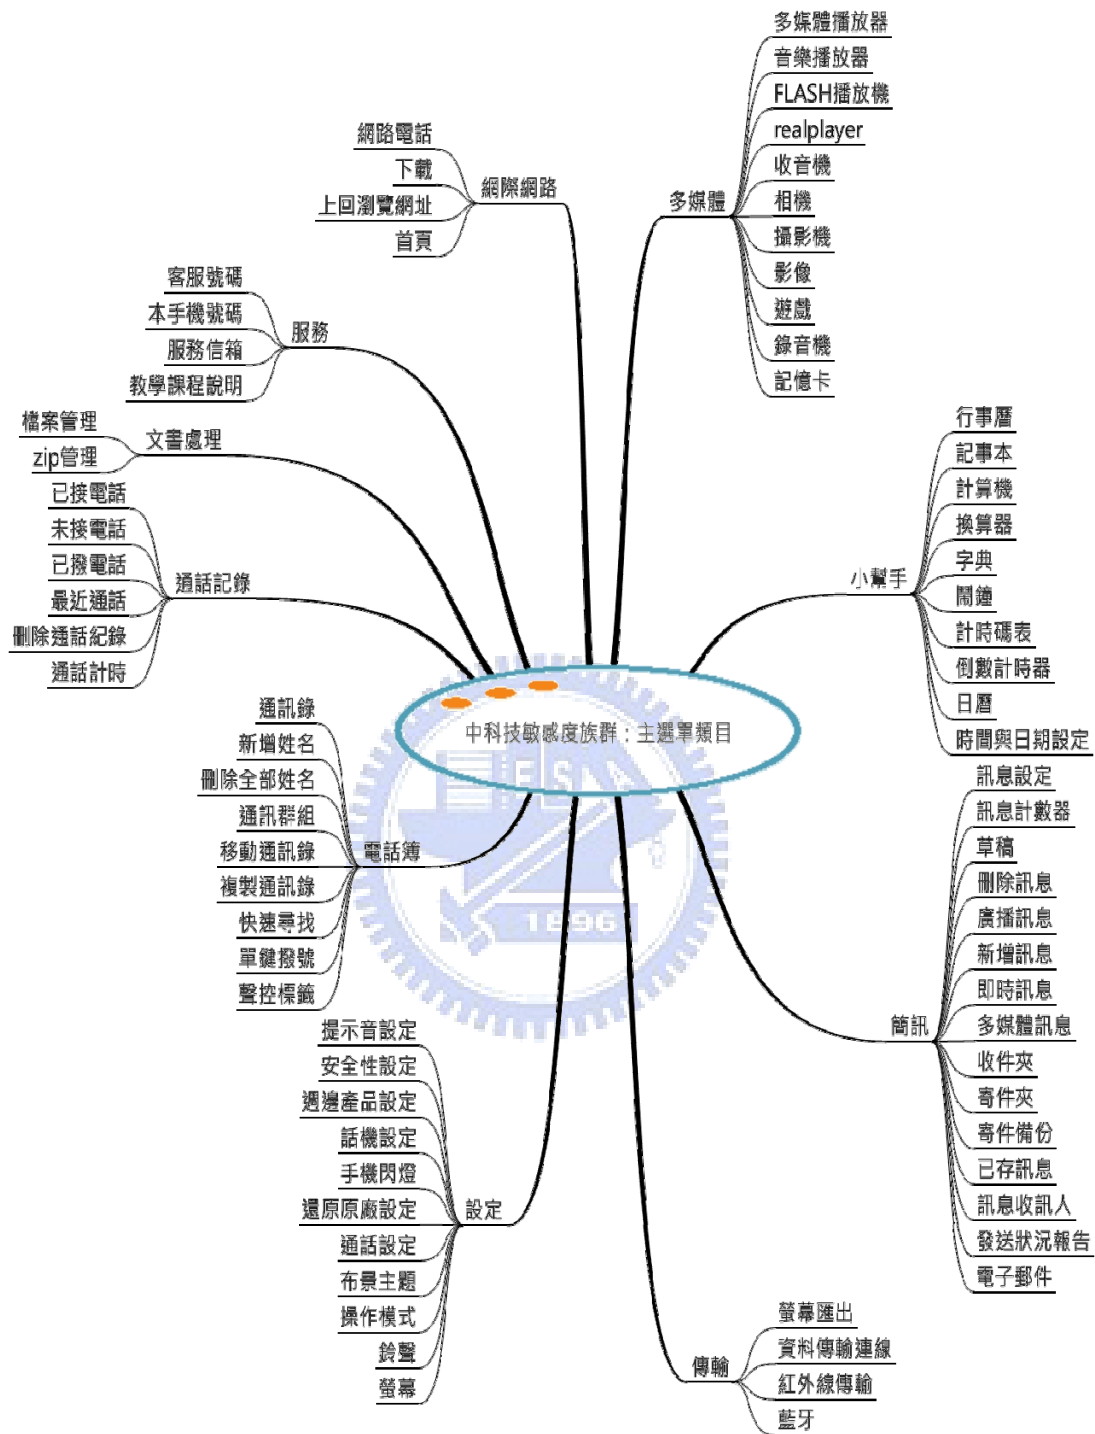 中科技敏感度族群：主選單類目
多媒體
多媒體播放器
音樂播放器
FLASH播放機
realplayer
收音機
相機
攝影機
影像
遊戲
錄音機
記憶卡
小幫手
行事曆
記事本
計算機
換算器
字典
鬧鐘
計時碼表
倒數計時器
日曆
時間與日期設定
簡訊
訊息設定
訊息計數器
草稿
刪除訊息
廣播訊息
新增訊息
即時訊息
多媒體訊息
收件夾
寄件夾
寄件備份
已存訊息
訊息收訊人
發送狀況報告
電子郵件
傳輸
螢幕匯出
資料傳輸連線
紅外線傳輸
藍牙
網際網路
網路電話
下載
上回瀏覽網址
首頁
服務
客服號碼
本手機號碼
服務信箱
教學課程說明
文書處理
檔案管理
zip管理
通話記錄
已接電話
未接電話
已撥電話
最近通話
刪除通話紀錄
通話計時
電話簿
通訊錄
新增姓名
刪除全部姓名
通訊群組
移動通訊錄
複製通訊錄
快速尋找
單鍵撥號
聲控標籤
設定
提示音設定
安全性設定
週邊產品設定
話機設定
手機閃燈
還原原廠設定
通話設定
布景主題
操作模式
鈴聲
螢幕
ESA
1896